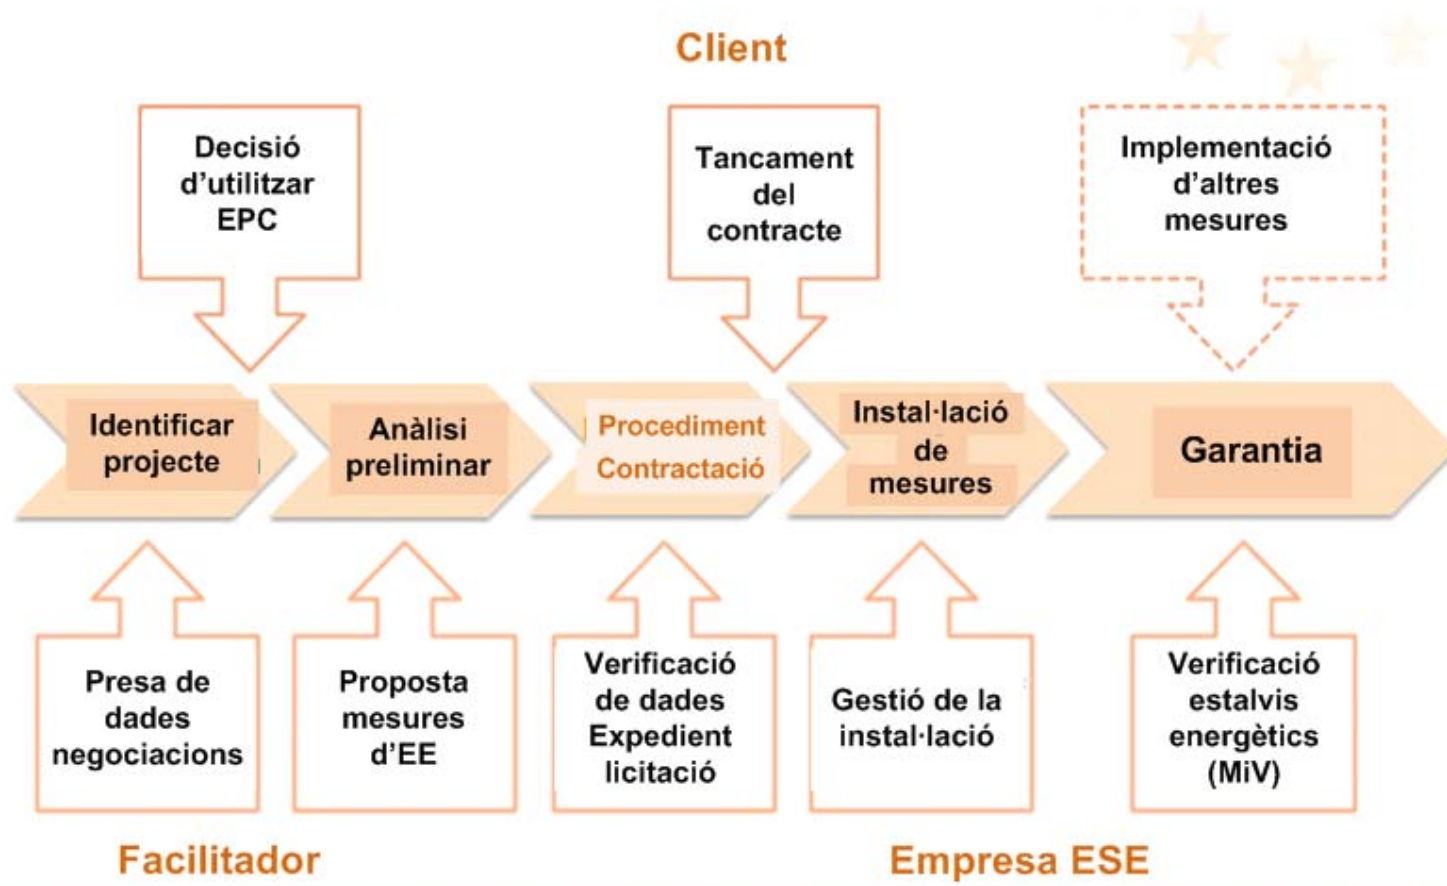 Client
Decisió
d'utilitzar
EPC
Tancament
del
contracte
Implementació
d'altres
mesures
Identificar
projecte
Anàlisi
preliminar
Procediment
Contractació
Instal·lació
de
mesures
Garantia
Presa de
dades
negociacions
Proposta
mesures
d'EE
Verificació
de dades
Expedient
licitació
Gestió de la
instal·lació
Verificació
estalvis
energètics
(MiV)
Facilitador
Empresa ESE